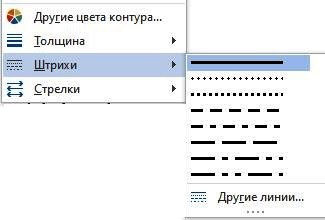 Другие цвета контура...
Толщина
Штрихи
Стрелки
Другие линии...